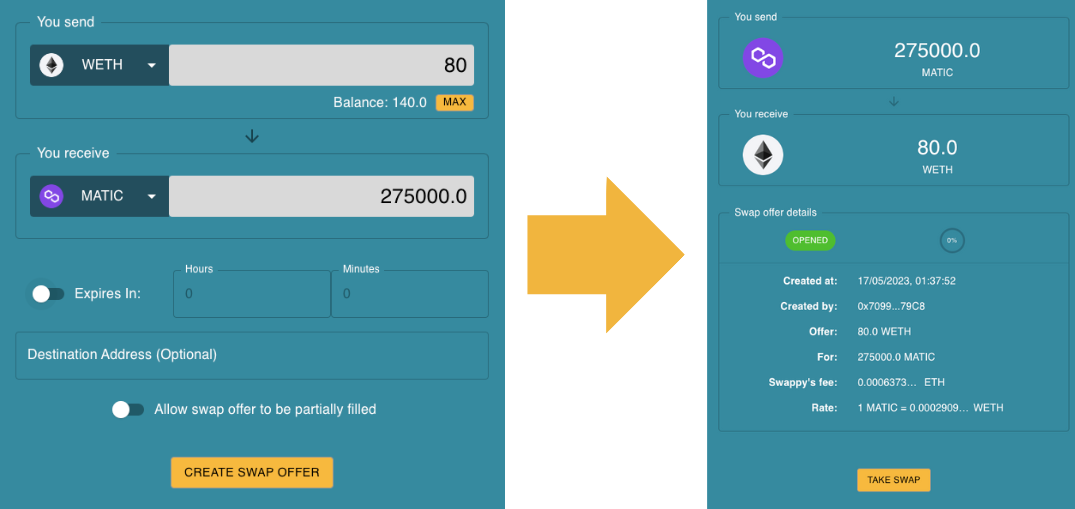 You send
WETH
80
Balance: 140.0 MAX
You receive
MATIC
275000.0
Expires In:
Hours
0
Minutes
0
Destination Address (Optional)
Allow swap offer to be partially filled
CREATE SWAP OFFER
You send
275000.0
MATIC
You receive
80.0
WETH
Swap offer details
OPENED
0%
Created at: 17/05/2023, 01:37:52
Created by: 0x7099...79C8
Offer: 80.0 WETH
For: 275000.0 MATIC
Swappy's fee: 0.0006373... ETH
Rate: 1 MATIC = 0.0002909... WETH
TAKE SWAP